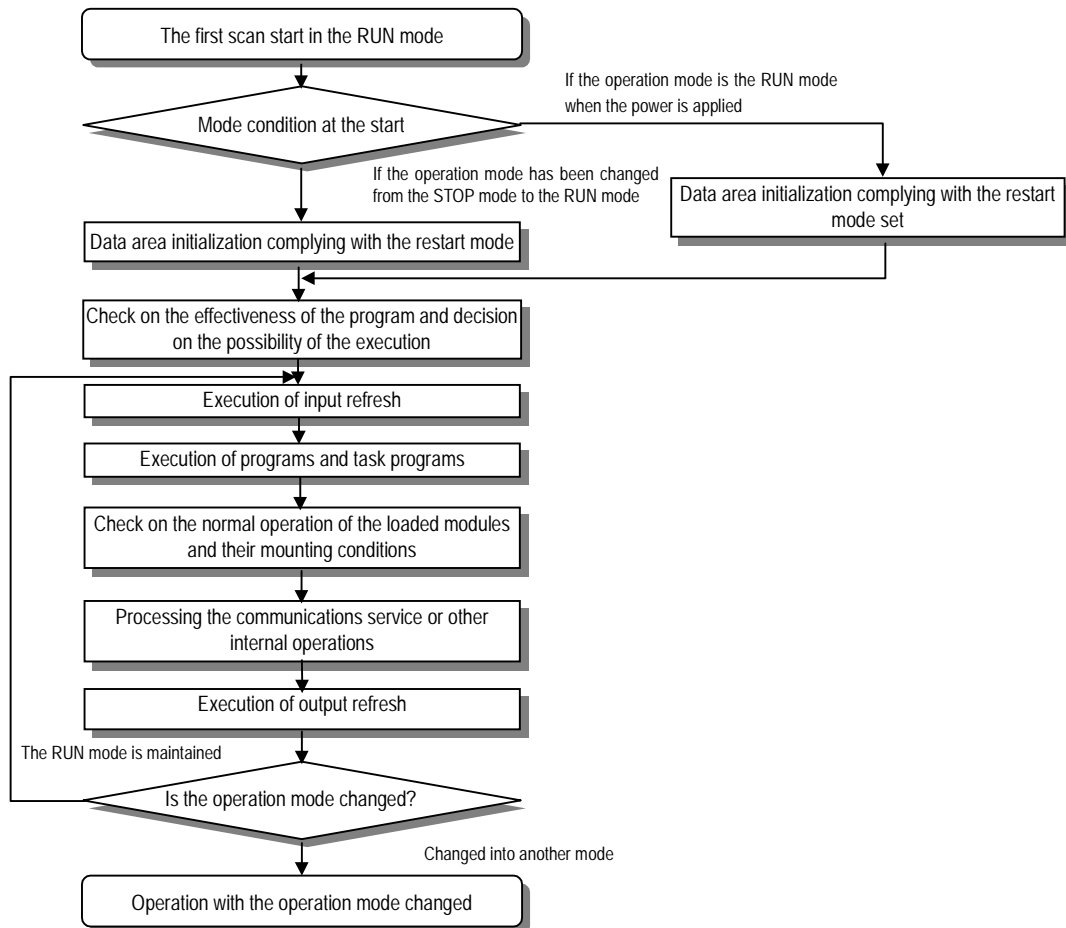 The first scan start in the RUN mode
If the operation mode is the RUN mode
when the power is applied
Mode condition at the start
If the operation mode has been changed
from the STOP mode to the RUN mode
Data area initialization complying with the restart
mode set
Data area initialization complying with the restart mode
Check on the effectiveness of the program and decision
on the possibility of the execution
Execution of input refresh
Execution of programs and task programs
Check on the normal operation of the loaded modules
and their mounting conditions
Processing the communications service or other
internal operations
Execution of output refresh
The RUN mode is maintained
Is the operation mode changed?
Changed into another mode
Operation with the operation mode changed